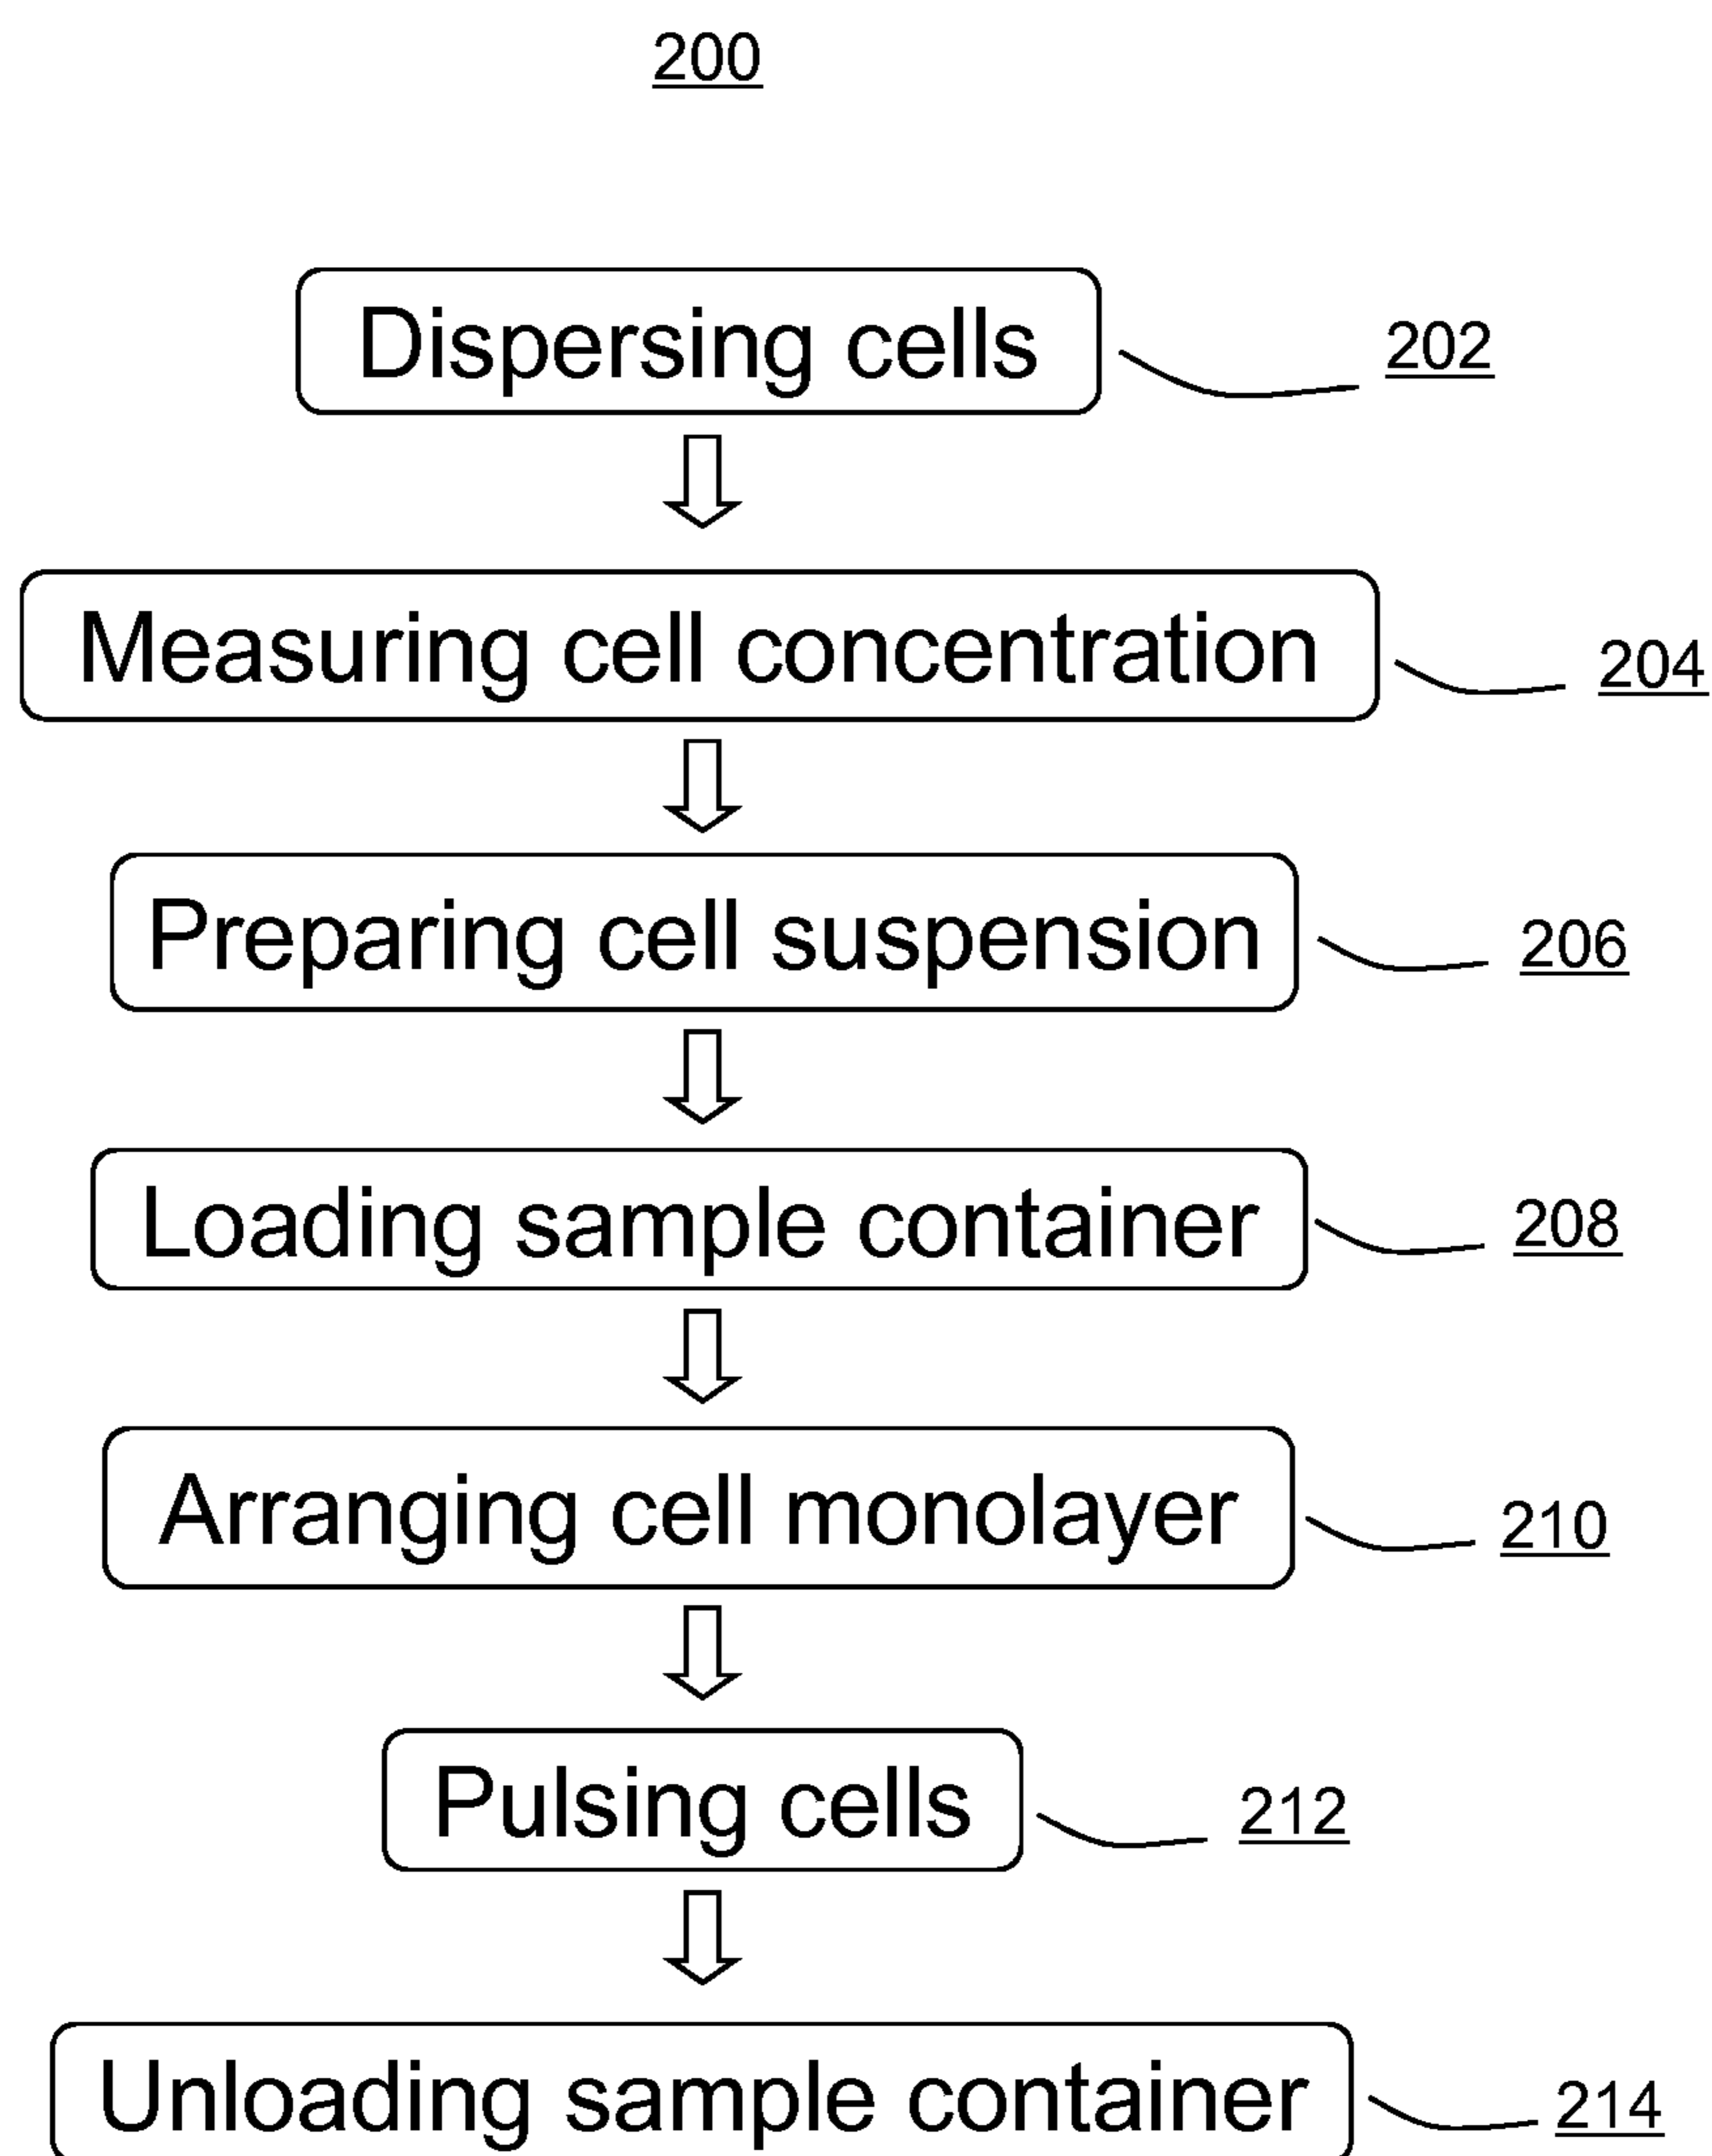 200
Dispersing cells
202
Measuring cell concentration
204
Preparing cell suspension
206
Loading sample container
208
Arranging cell monolayer
210
Pulsing cells
212
Unloading sample container
214